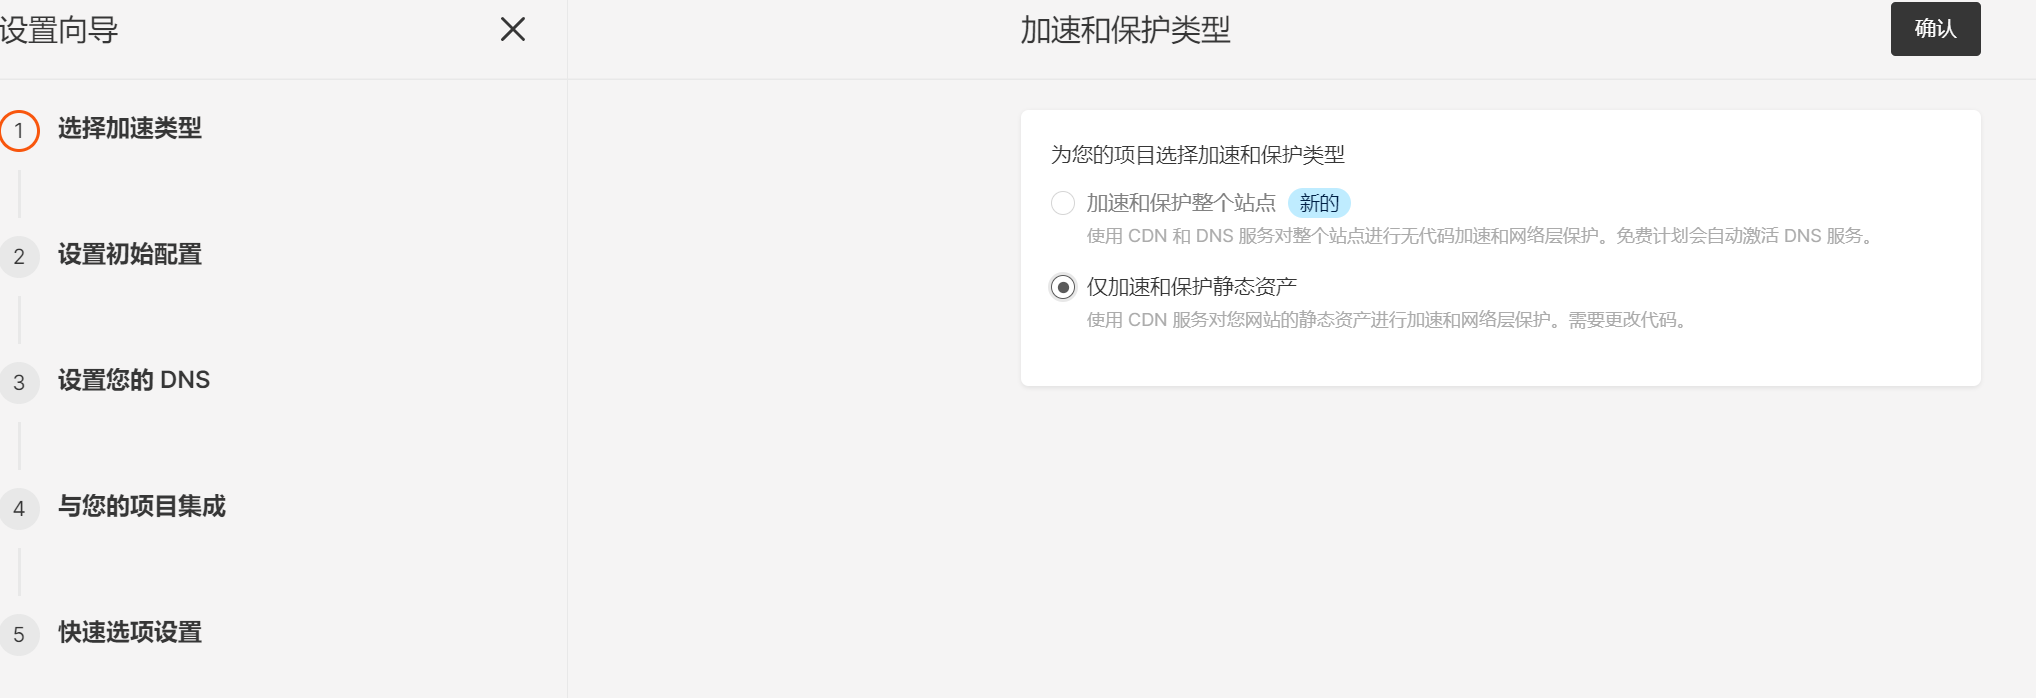 设置向导
加速和保护类型
确认
1 选择加速类型
2 设置初始配置
3 设置您的 DNS
4 与您的项目集成
5 快速选项设置
为您的项目选择加速和保护类型
加速和保护整个站点 新的
使用 CDN 和 DNS 服务对整个站点进行无代码加速和网络层保护。免费计划会自动激活 DNS 服务。
仅加速和保护静态资产
使用 CDN 服务对您网站的静态资产进行加速和网络层保护。需要更改代码。